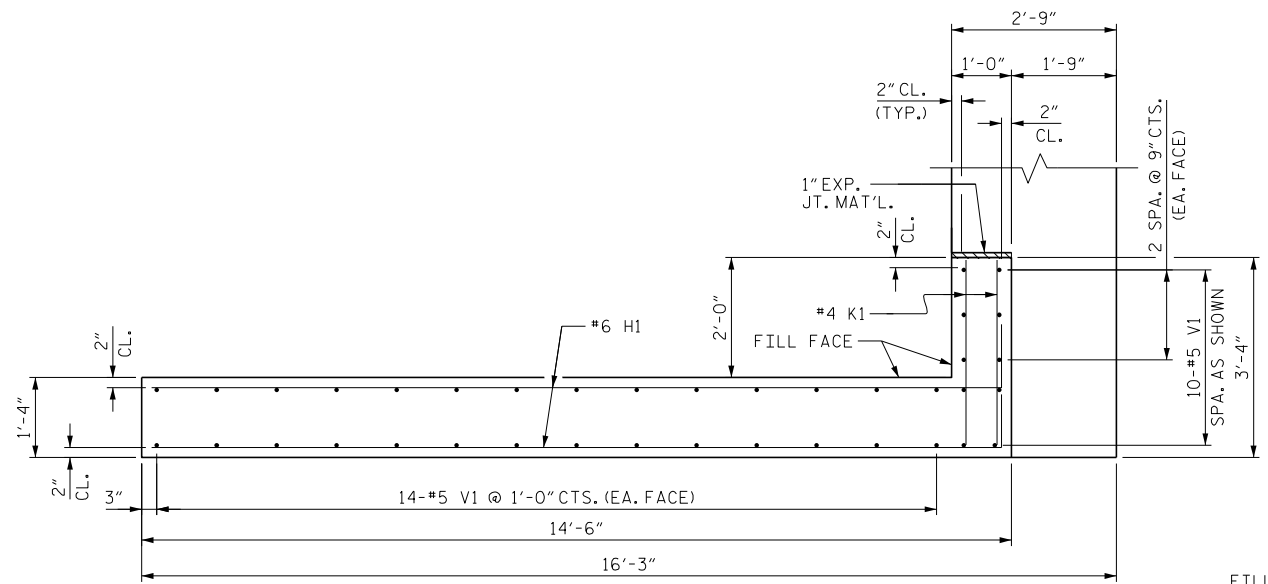 2'-9"
1'-0"
1'-9"
2" CL.
(TYP.)
2"
CL.
2 SPA. @ 9" CTS.
(EA. FACE)
1" EXP.
JT. MAT'L.
2"
CL.
#4 K1
2'-0"
#6 H1
FILL FACE
10-#5 V1
SPA. AS SHOWN
3'-4"
2"
CL.
1'-4"
2"
CL.
3"
14-#5 V1 @ 1'-0" CTS. (EA. FACE)
14'-6"
16'-3"
FILL